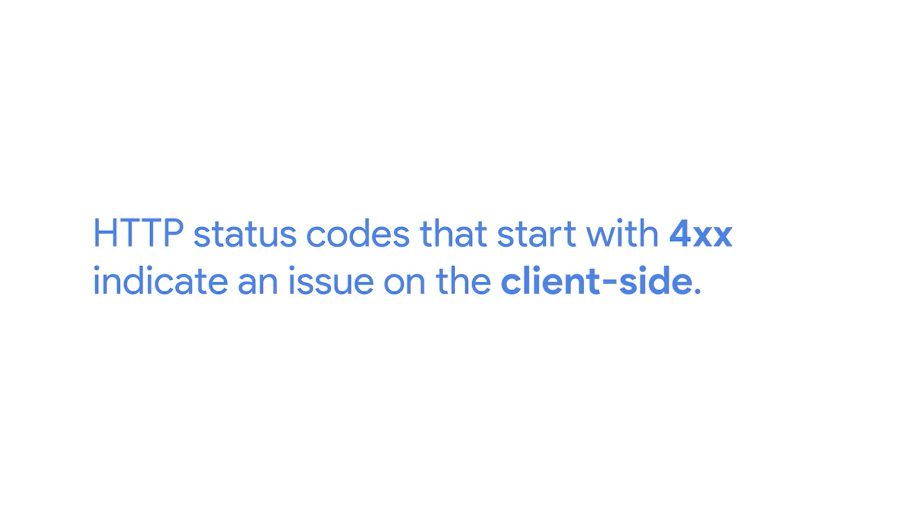 HTTP status codes that start with 4xx
indicate an issue on the client-side.